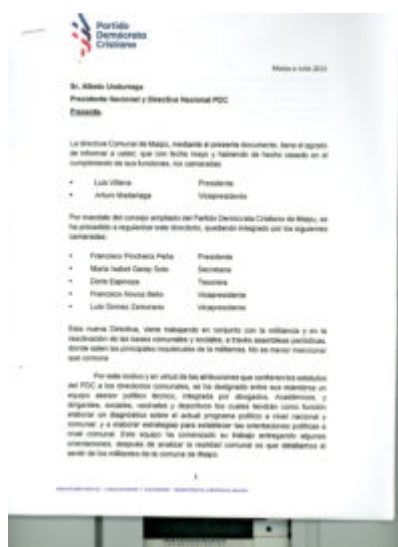 Partido
Demócrata
Cristiano
Sr. Alberto Undurraga
Presidente Nacional y Directiva Nacional PDC
Presente
La directiva Comunal de Maipú, mediante el presente documento, tiene el agrado
de informar a usted, que con fecha mayo y habiendo de hecho cesado en el
cumplimiento de sus funciones, los camaradas:
• Luis Villena Presidente
• Arturo Madariaga Vicepresidente
Por mandato del consejo ampliado del Partido Demócrata Cristiano de Maipú, se
ha procedido a regularizar este directorio, quedando integrado por los siguientes
camaradas:
• Francisco Pincheira Peña Presidente
• María Isabel Garay Soto Secretaria
• Doris Espinoza Tesorera
• Francisco Novoa Vicepresidente
• Luis Gómez Zamorano Vicepresidente
Esta nueva Directiva, viene trabajando en conjunto con la militancia y en la
reactivación de las bases comunales y sociales, a través asambleas periódicas,
donde salen las principales inquietudes de la militancia. No es menor mencionar
que comuna
Por este motivo y en virtud de las atribuciones que confieren los estatutos
del PDC a los directorios comunales, se ha designado entre sus miembros un
equipo asesor político técnico, integrada por abogados, Académicos, y
dirigentes, sociales, vecinales y deportivos los cuales tendrán como función
elaborar un diagnóstico sobre el actual programa político a nivel nacional y
comunal, y a elaborar estrategias para establecer las orientaciones políticas a
nivel comunal. Este equipo ha comenzado su trabajo entregando algunas
orientaciones, después de analizar la realidad comunal es que detallamos el
sentir de los militantes de la comuna de Maipú.
1